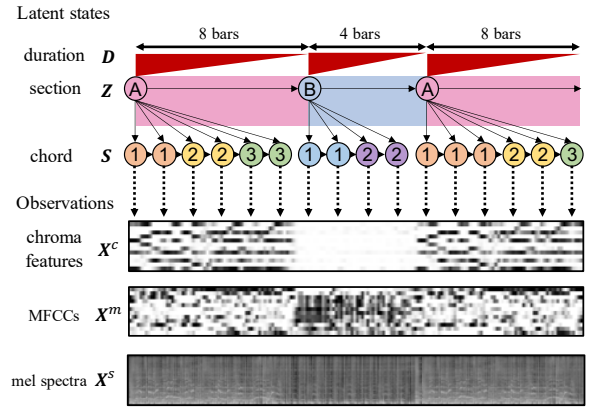 Latent states
8 bars 4 bars 8 bars
duration D
section Z A B A
chord S 1 1 2 2 3 3 1 1 2 2 1 1 1 2 2 3
Observations
chroma
features X^c
MFCCs X^m
mel spectra X^s